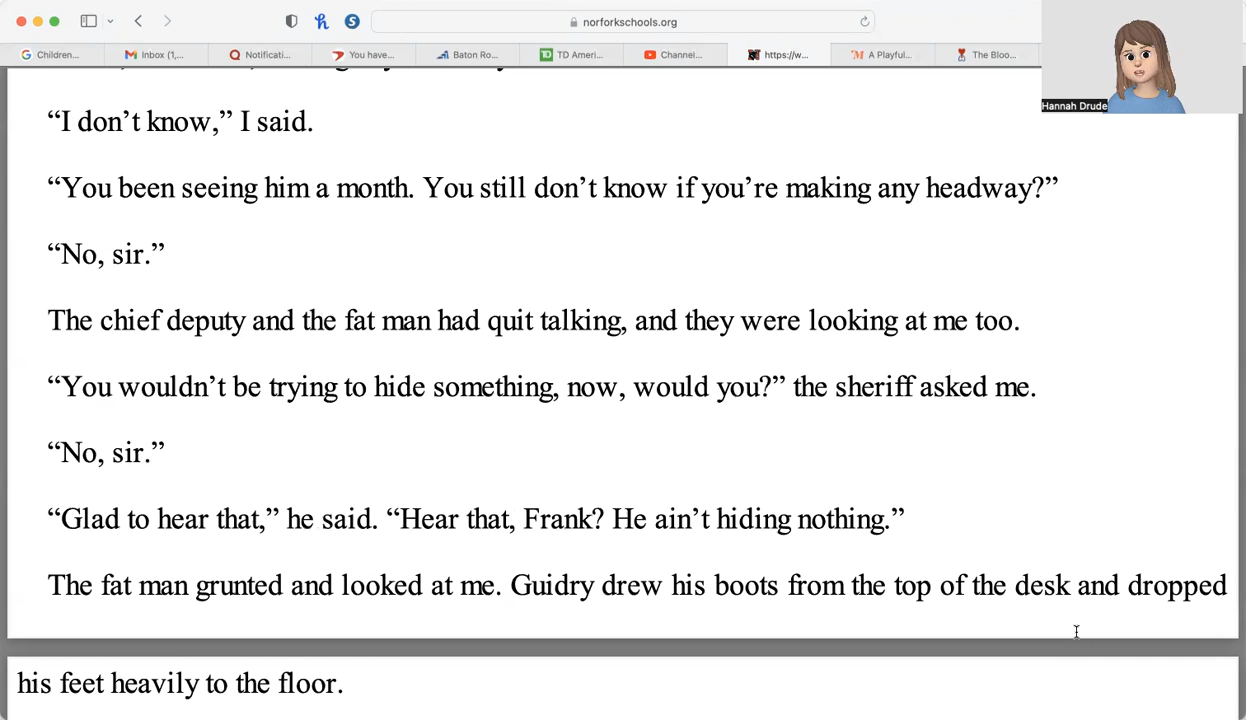 norforkschools.org
Children...
Inbox (1,...
Notificati...
You have...
Baton Ro...
TD Ameri...
Channei...
https://w...
A Playful...
The Bloo...
Hannah Drude
“I don’t know,” I said.
“You been seeing him a month. You still don’t know if you’re making any headway?”
“No, sir.”
The chief deputy and the fat man had quit talking, and they were looking at me too.
“You wouldn’t be trying to hide something, now, would you?” the sheriff asked me.
“No, sir.”
“Glad to hear that,” he said. “Hear that, Frank? He ain’t hiding nothing.”
The fat man grunted and looked at me. Guidry drew his boots from the top of the desk and dropped
his feet heavily to the floor.